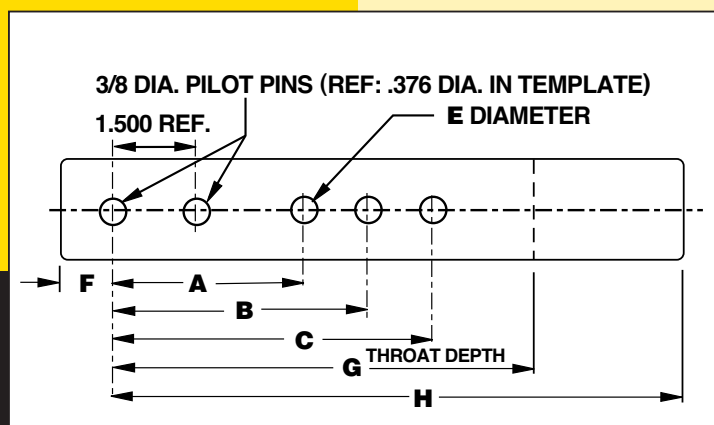 3/8 DIA. PILOT PINS (REF: .376 DIA. IN TEMPLATE)
1.500 REF.
E DIAMETER
F
A
B
C
G THROAT DEPTH
H